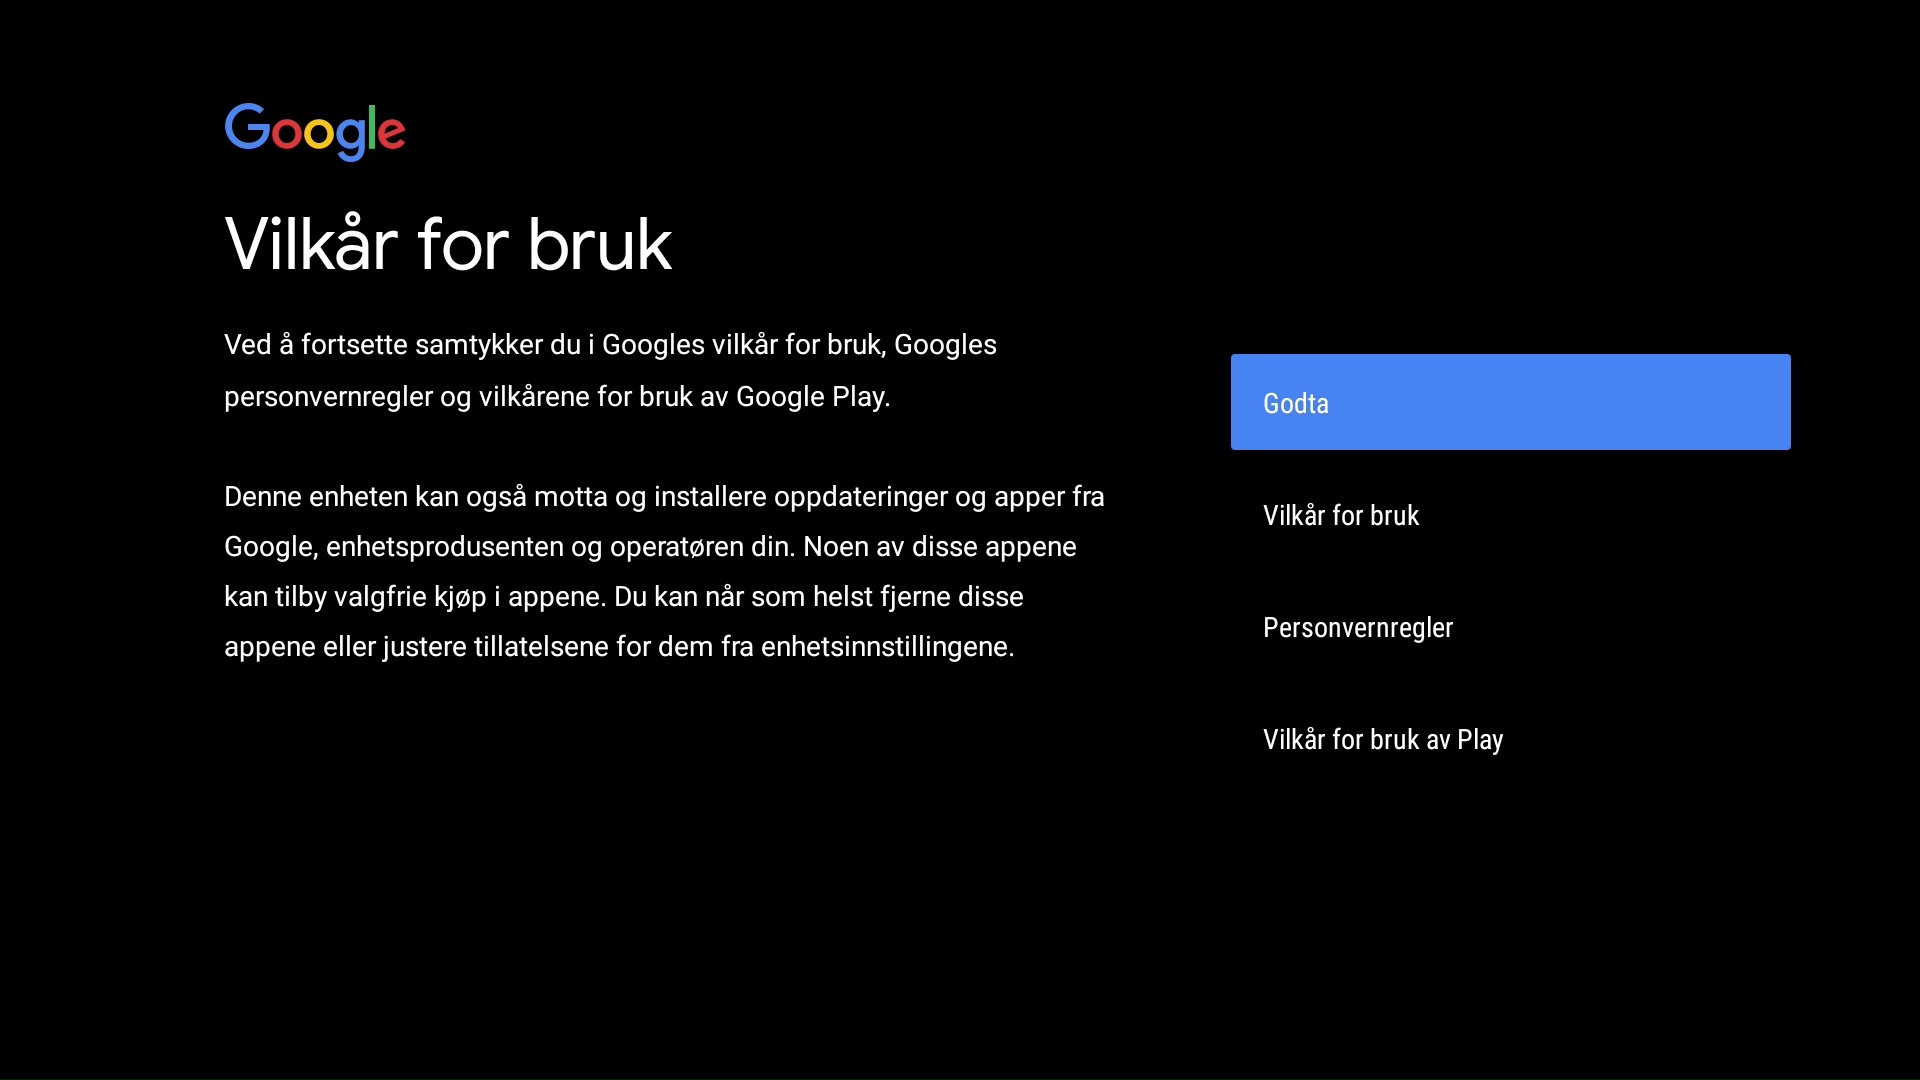 Google
Vilkår for bruk
Ved å fortsette samtykker du i Googles vilkår for bruk, Googles
personvernregler og vilkårene for bruk av Google Play.
Denne enheten kan også motta og installere oppdateringer og apper fra
Google, enhetsprodusenten og operatøren din. Noen av disse appene
kan tilby valgfrie kjøp i appene. Du kan når som helst fjerne disse
appene eller justere tillatelsene for dem fra enhetsinnstillingene.
Godta
Vilkår for bruk
Personvernregler
Vilkår for bruk av Play